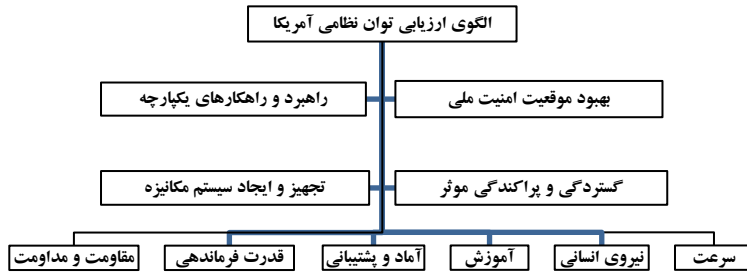 الگوی ارزیابی توان نظامی آمریکا
بهبود موقعیت امنیت ملی
راهبرد و راهکارهای یکپارچه
گستردگی و پراکندگی موثر
تجهیز و ایجاد سیستم مکانیزه
سرعت
نیروی انسانی
آموزش
آماد و پشتیبانی
قدرت فرماندهی
مقاومت و مداومت